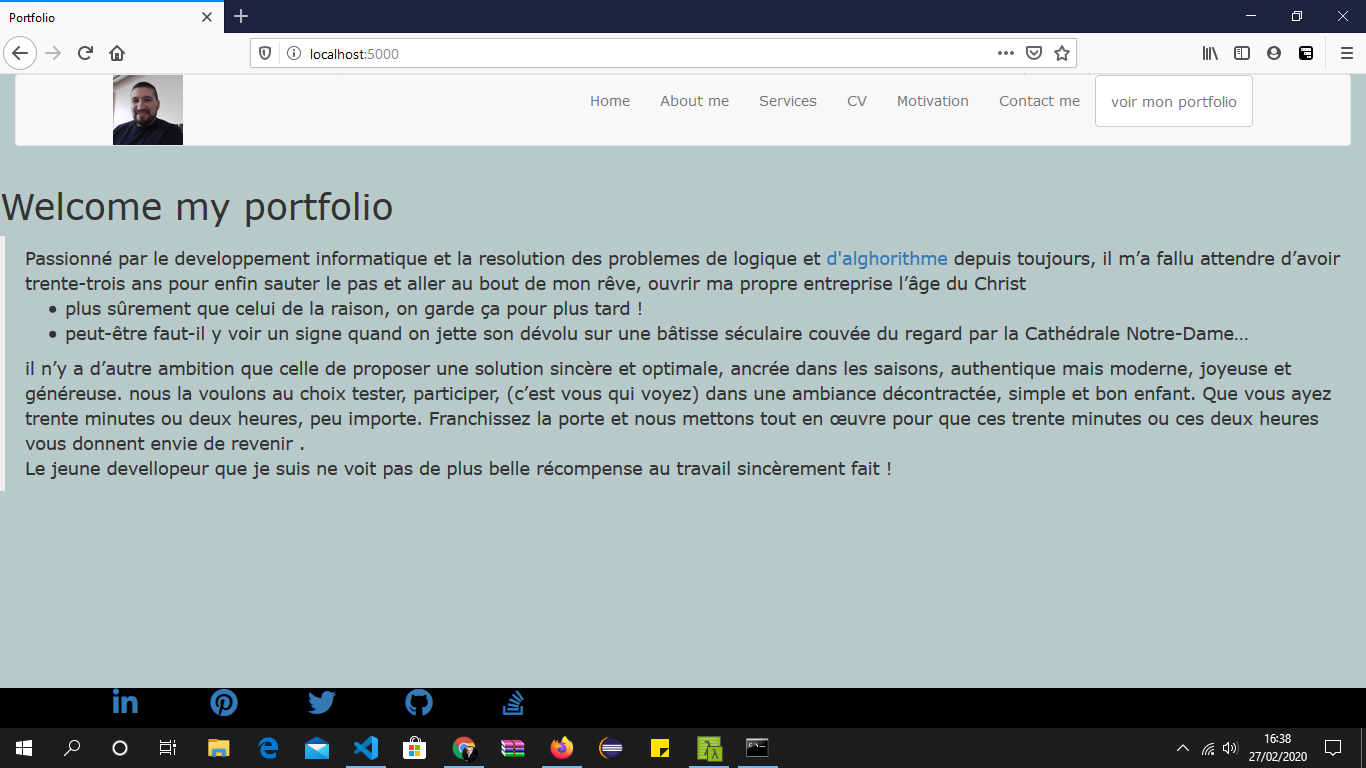 Portfolio
localhost:5000
Home About me Services CV Motivation Contact me voir mon portfolio
Welcome my portfolio
Passionné par le developpement informatique et la resolution des problemes de logique et d'alghorithme depuis toujours, il m’a fallu attendre d’avoir
trente-trois ans pour enfin sauter le pas et aller au bout de mon rêve, ouvrir ma propre entreprise l’âge du Christ
• plus sûrement que celui de la raison, on garde ça pour plus tard !
• peut-être faut-il y voir un signe quand on jette son dévolu sur une bâtisse séculaire couvée du regard par la Cathédrale Notre-Dame…
il n’y a d’autre ambition que celle de proposer une solution sincère et optimale, ancrée dans les saisons, authentique mais moderne, joyeuse et
généreuse. nous la voulons au choix tester, participer, (c’est vous qui voyez) dans une ambiance décontractée, simple et bon enfant. Que vous ayez
trente minutes ou deux heures, peu importe. Franchissez la porte et nous mettons tout en œuvre pour que ces trente minutes ou ces deux heures
vous donnent envie de revenir .
Le jeune devellopeur que je suis ne voit pas de plus belle récompense au travail sincèrement fait !
16:38
27/02/2020